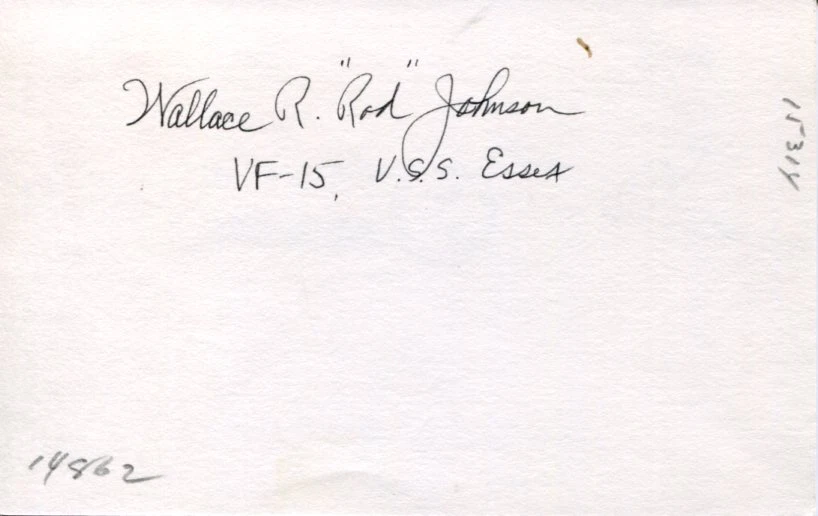 Wallace R. "Rod" Johnson
VF-15, U.S.S. Essex
14862